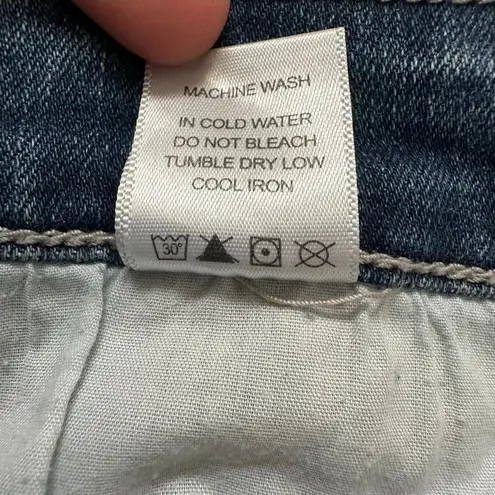 MACHINE WASH
IN COLD WATER
DO NOT BLEACH
TUMBLE DRY LOW
COOL IRON
30°